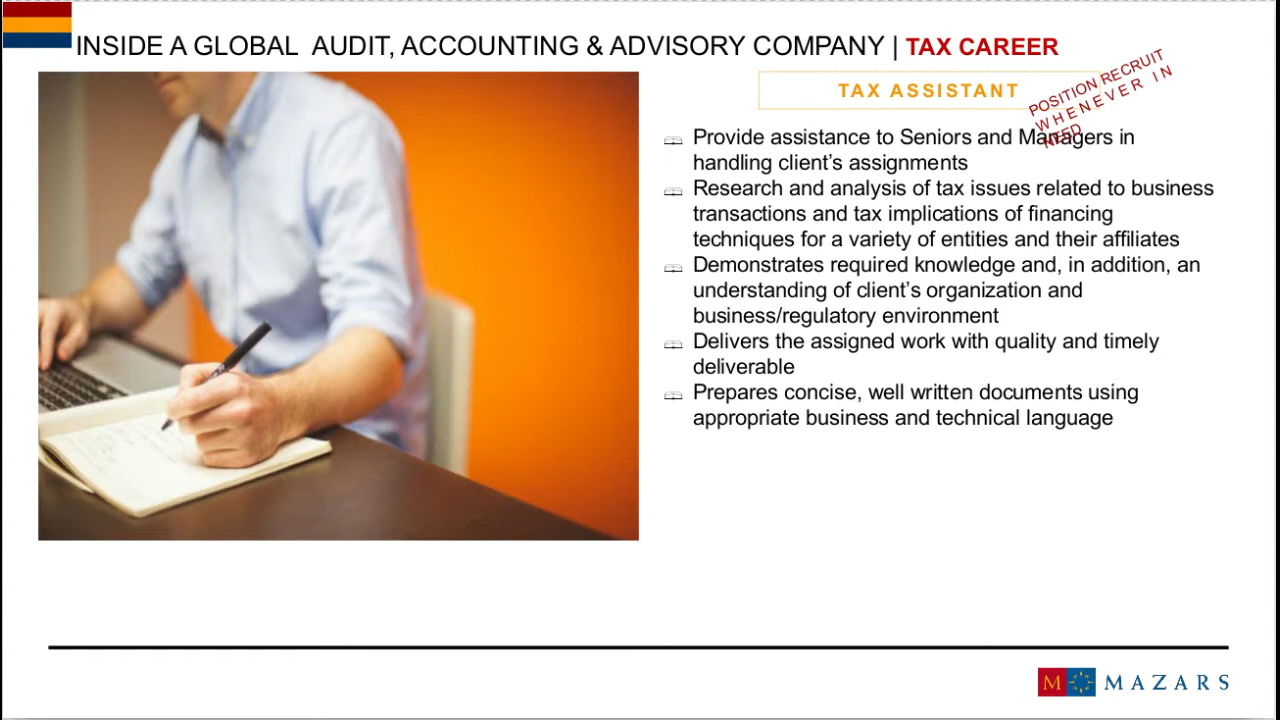 INSIDE A GLOBAL AUDIT, ACCOUNTING & ADVISORY COMPANY | TAX CAREER
TAX ASSISTANT
POSITION RECRUIT
WHENEVER IN
NEED
Provide assistance to Seniors and Managers in
handling client's assignments
Research and analysis of tax issues related to business
transactions and tax implications of financing
techniques for a variety of entities and their affiliates
Demonstrates required knowledge and, in addition, an
understanding of client's organization and
business/regulatory environment
Delivers the assigned work with quality and timely
deliverable
Prepares concise, well written documents using
appropriate business and technical language
M MAZARS